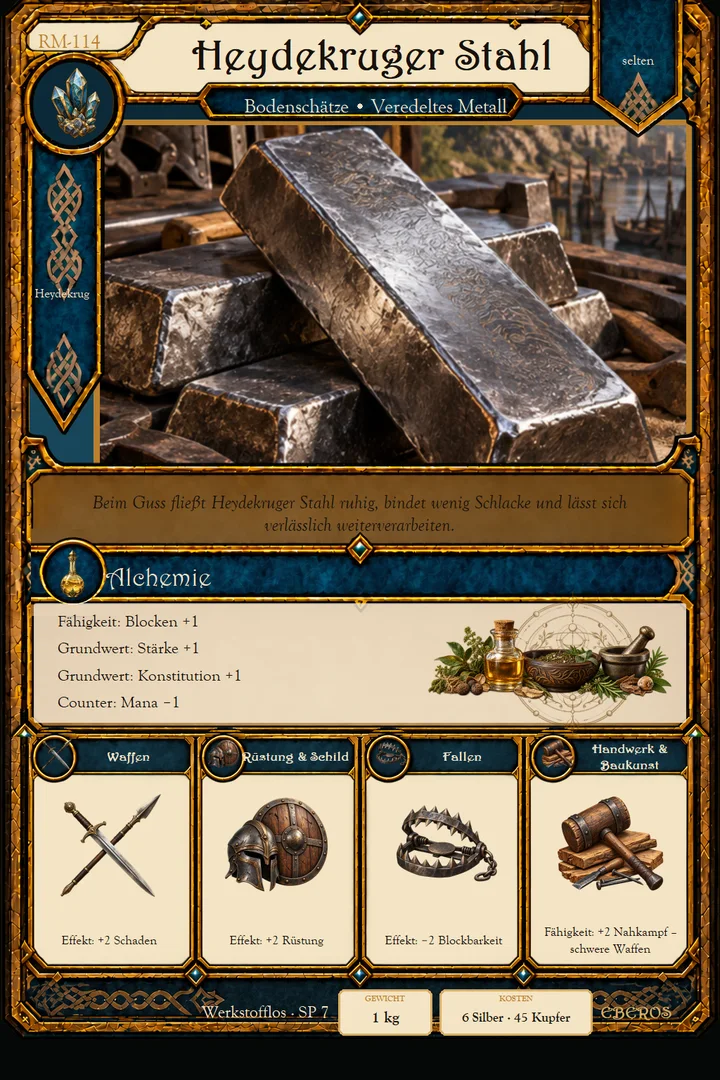 RM-114
Heydekruger Stahl
selten
Bodenschätze • Veredeltes Metall
Heydekrug
Beim Guss fließt Heydekruger Stahl ruhig, bindet wenig Schlacke und lässt sich
verlässlich weiterverarbeiten.
Alchemie
Fähigkeit: Blocken +1
Grundwert: Stärke +1
Grundwert: Konstitution +1
Counter: Mana −1
Waffen
Effekt: +2 Schaden
Rüstung & Schild
Effekt: +2 Rüstung
Fallen
Effekt: −2 Blockbarkeit
Handwerk &
Baukunst
Fähigkeit: +2 Nahkampf –
schwere Waffen
Werkstofflos · SP 7
GEWICHT
1 kg
KOSTEN
6 Silber · 45 Kupfer
EBEROS